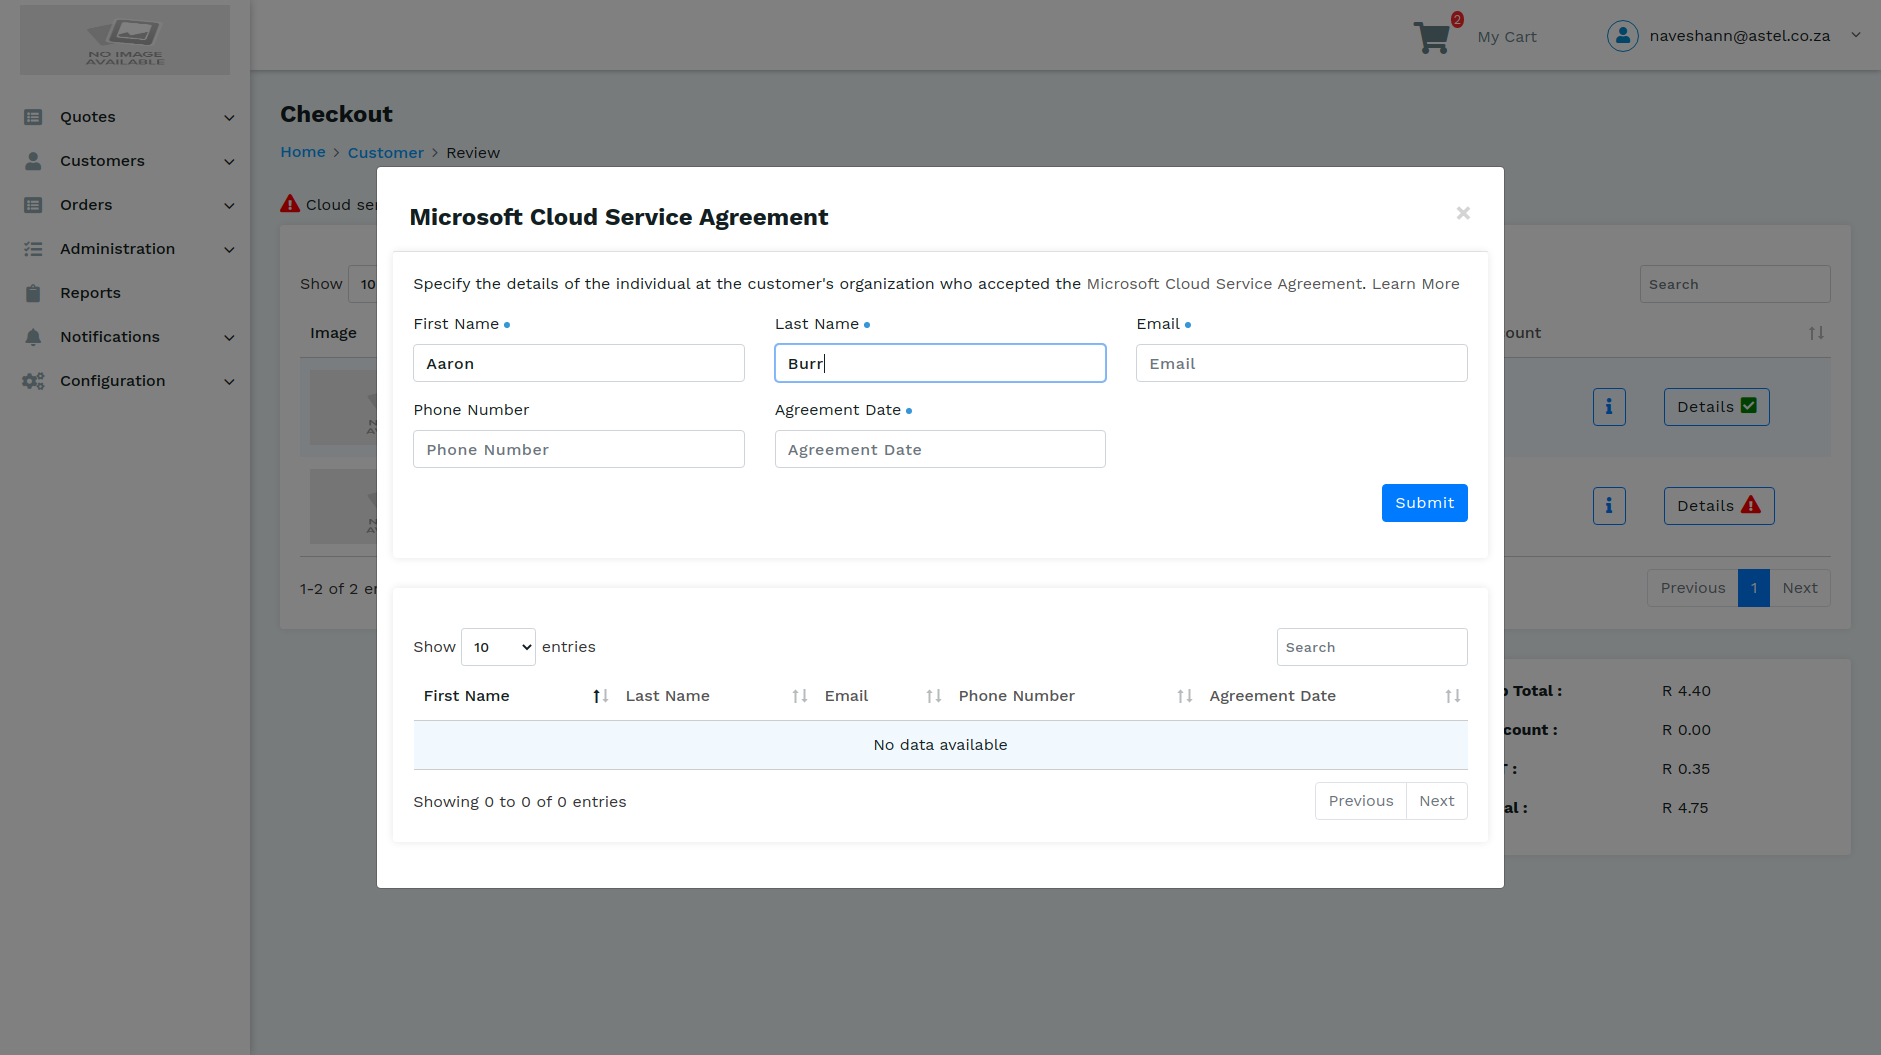 NO IMAGE
AVAILABLE
2
My Cart
naveshann@astel.co.za
Quotes
Customers
Orders
Administration
Reports
Notifications
Configuration
Checkout
Home > Customer > Review
Cloud ser
Show 10
Search
Image
ount
Details
Details
1-2 of 2 en
Previous 1 Next
Total :
R 4.40
count :
R 0.00
:
R 0.35
al :
R 4.75
Microsoft Cloud Service Agreement
×
Specify the details of the individual at the customer's organization who accepted the Microsoft Cloud Service Agreement. Learn More
First Name
Last Name
Email
Aaron
Burr
Email
Phone Number
Agreement Date
Phone Number
Agreement Date
Submit
Show 10 entries
Search
First Name
Last Name
Email
Phone Number
Agreement Date
No data available
Showing 0 to 0 of 0 entries
Previous Next